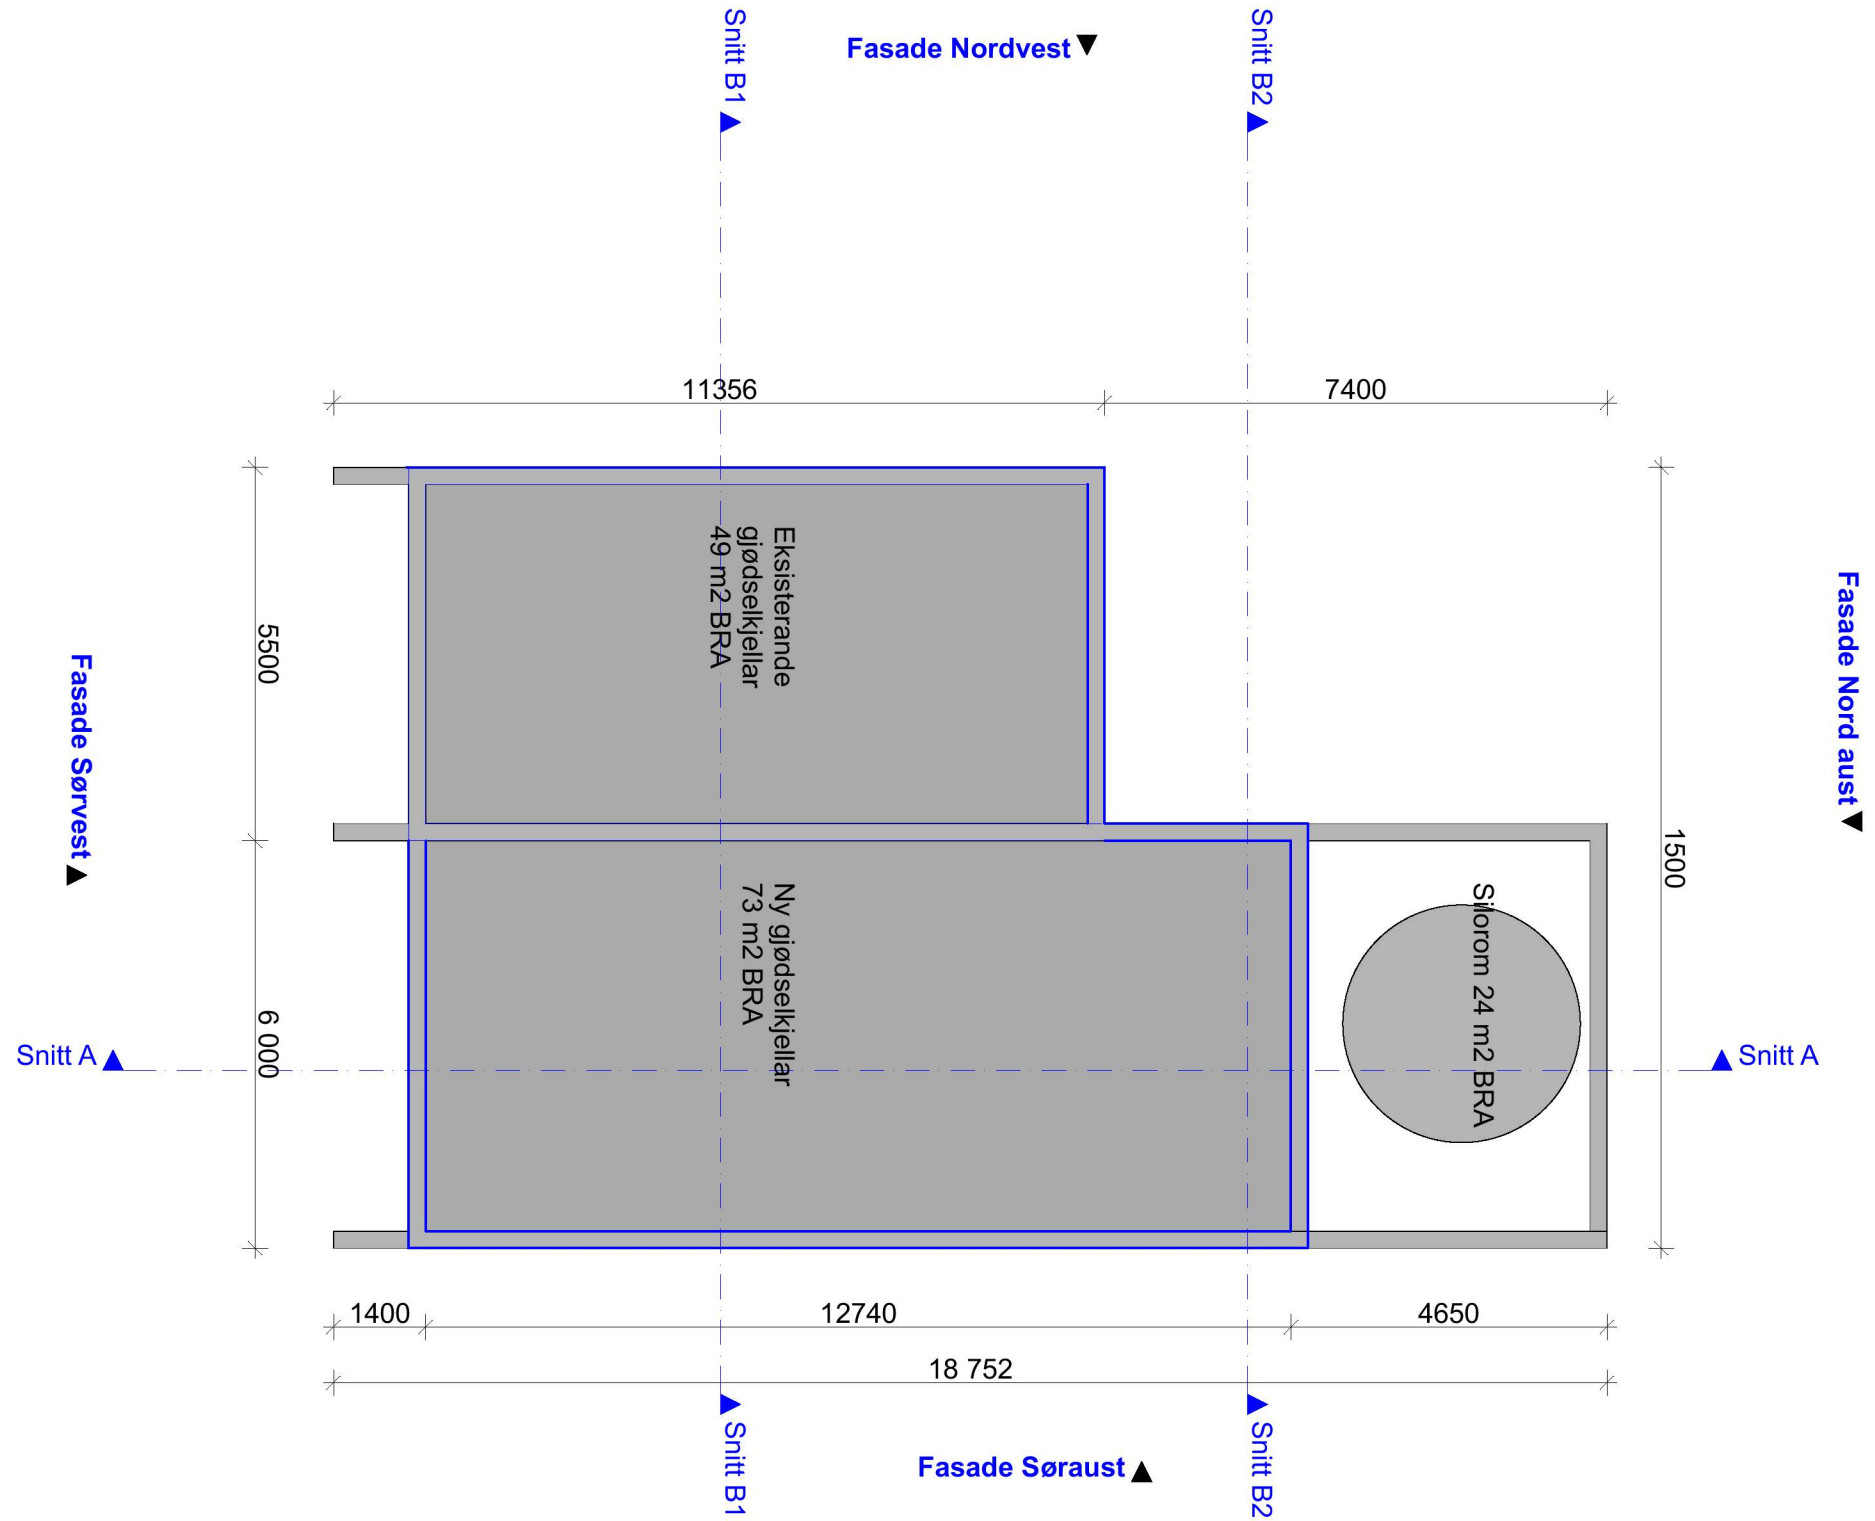 Snitt B1
Fasade Nordvest
Snitt B2
11356
7400
Eksisterande
gjødselkjellar
49 m2 BRA
5500
Fasade Sørvest
Fasade Nord aust
1500
Ny gjødselkjellar
73 m2 BRA
Silorom 24 m2 BRA
6 000
Snitt A
Snitt A
1400
12740
4650
18 752
Snitt B1
Fasade Søraust
Snitt B2